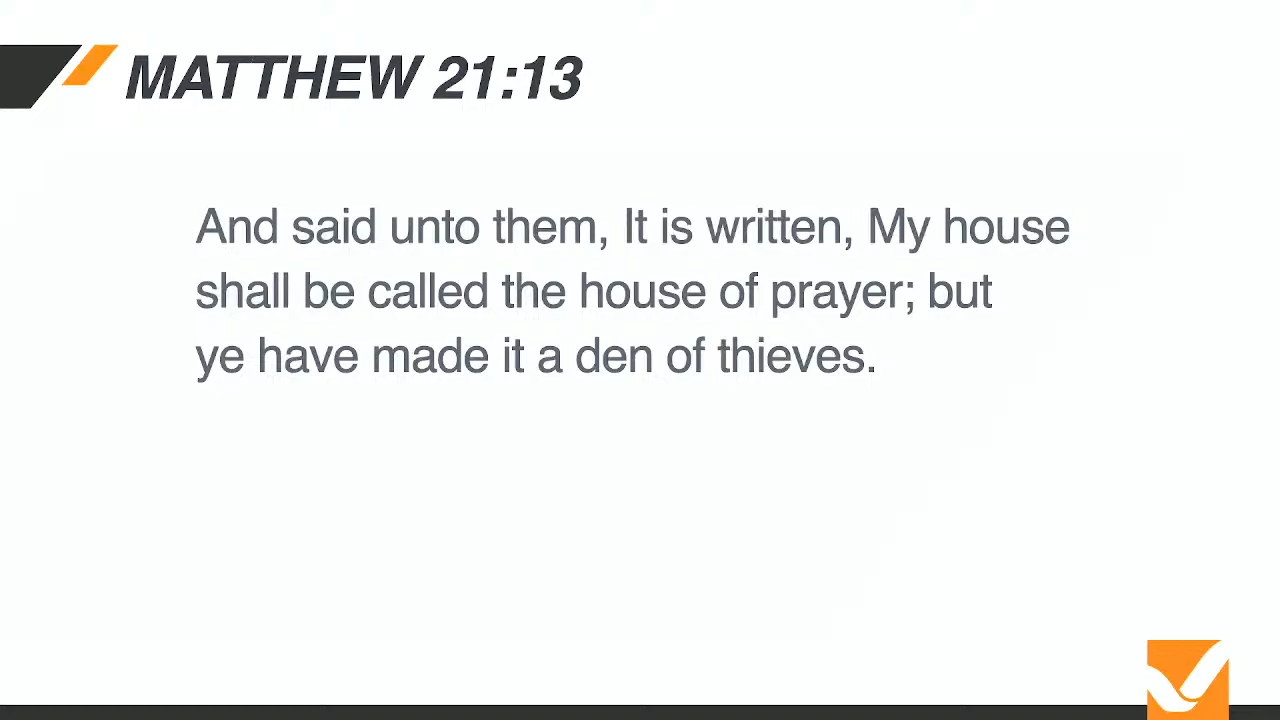 MATTHEW 21:13
And said unto them, It is written, My house
shall be called the house of prayer; but
ye have made it a den of thieves.